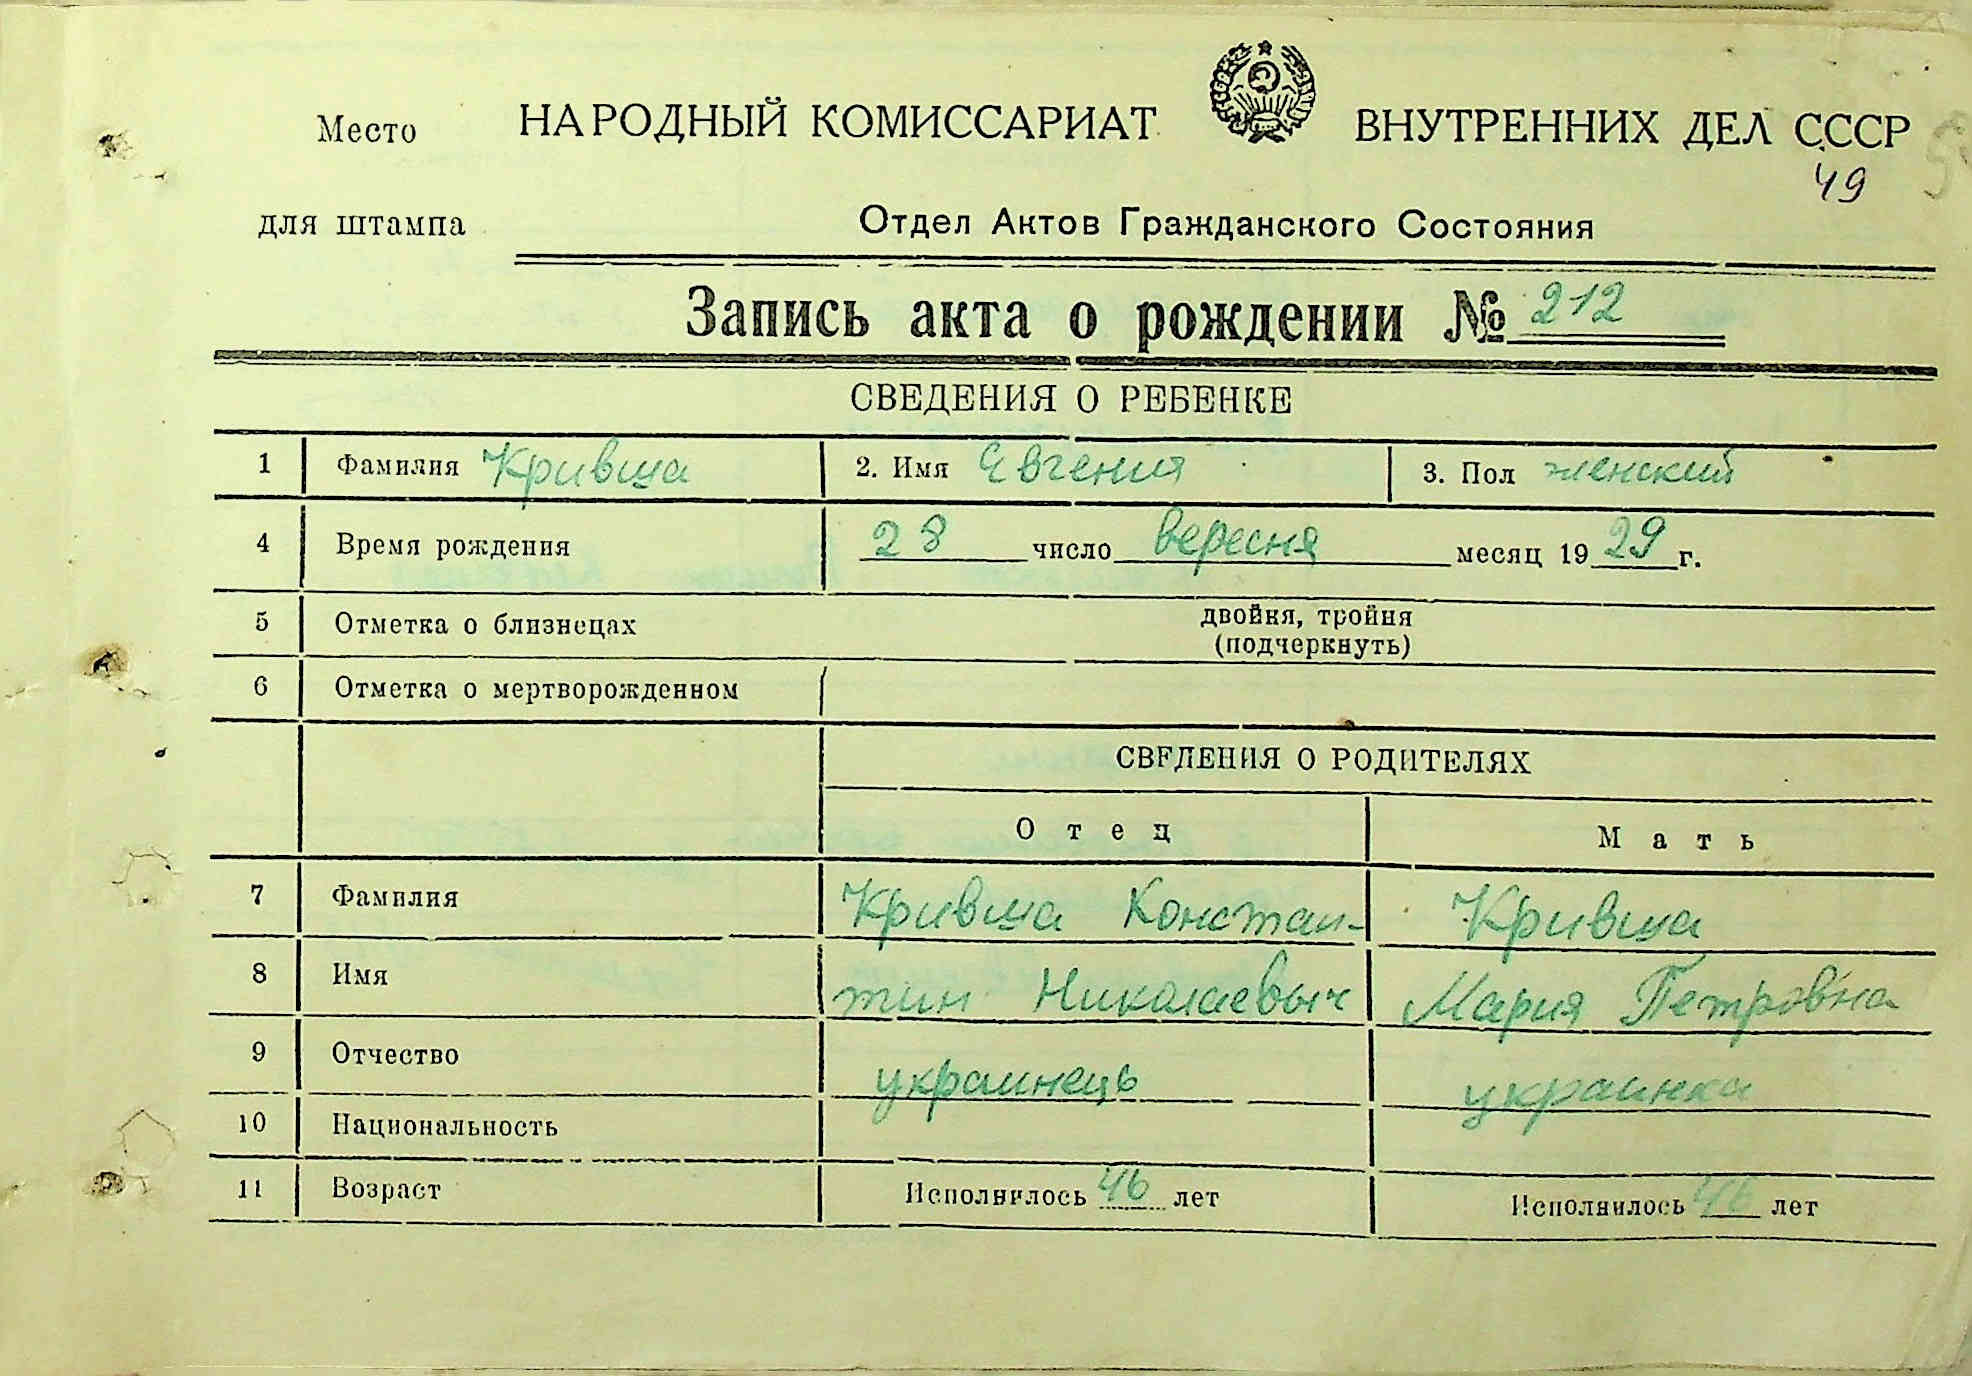 Место НАРОДНЫЙ КОМИССАРИАТ ВНУТРЕННИХ ДЕЛ СССР
49
для штампа Отдел Актов Гражданского Состояния
Запись акта о рождении № 212
СВЕДЕНИЯ О РЕБЕНКЕ
1 Фамилия Кривша 2. Имя Евгения 3. Пол женский
4 Время рождения 28 число вересня месяц 1929 г.
5 Отметка о близнецах двойня, тройня
(подчеркнуть)
6 Отметка о мертворожденном
СВЕДЕНИЯ О РОДИТЕЛЯХ
Отец Мать
7 Фамилия Кривша Констан- Кривша
8 Имя тин Николаевыч Мария Петровна
9 Отчество украинець украинка
10 Национальность
11 Возраст Исполнилось 46 лет Исполнилось 46 лет